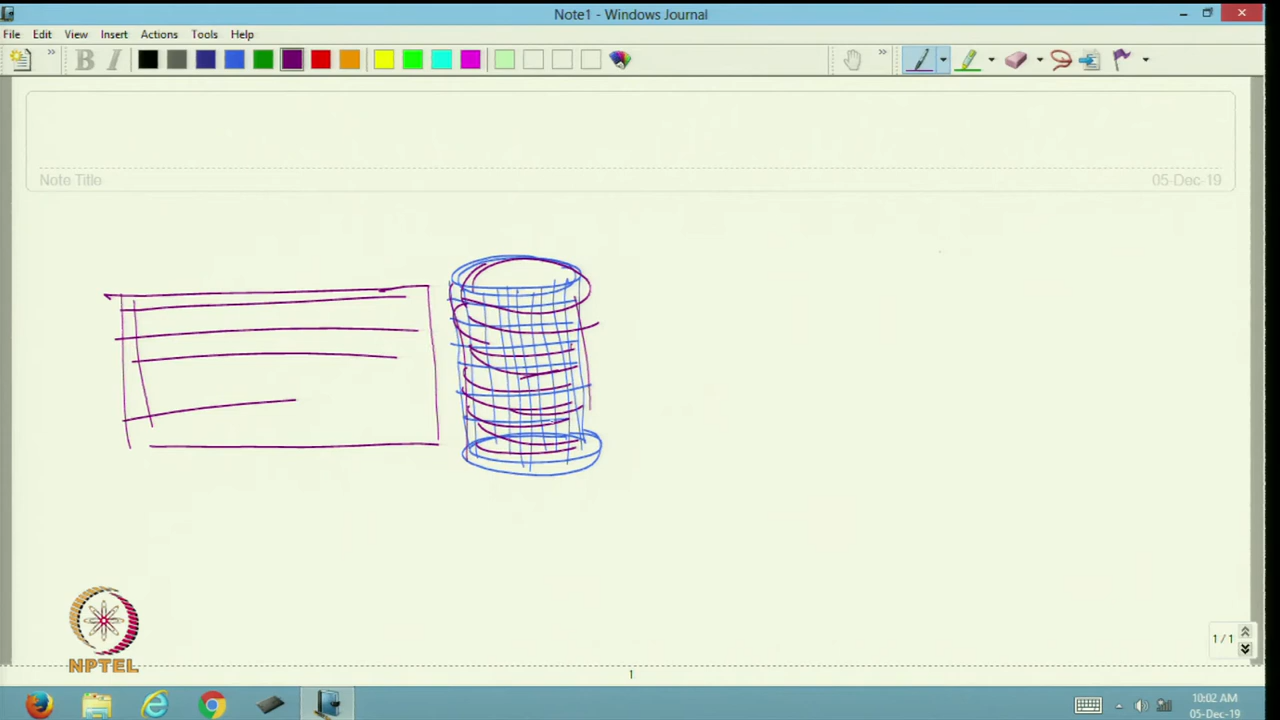 Note1 - Windows Journal
File Edit View Insert Actions Tools Help
B I
Note Title
05-Dec-19
NPTEL
1 / 1
1
10:02 AM
05-Dec-19